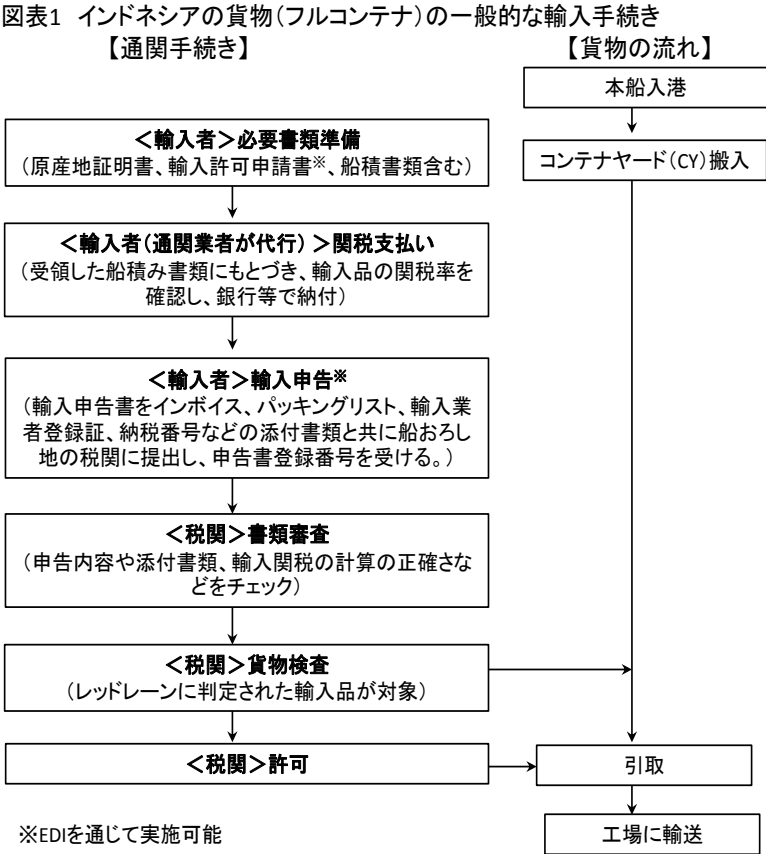 図表1 インドネシアの貨物（フルコンテナ）の一般的な輸入手続き
【通関手続き】
【貨物の流れ】
本船入港
コンテナヤード（CY）搬入
＜輸入者＞必要書類準備
（原産地証明書、輸入許可申請書※、船積書類含む）
＜輸入者（通関業者が代行）＞関税支払い
（受領した船積み書類にもとづき、輸入品の関税率を
確認し、銀行等で納付）
＜輸入者＞輸入申告※
（輸入申告書をインボイス、パッキングリスト、輸入業
者登録証、納税番号などの添付書類と共に船おろし
地の税関に提出し、申告書登録番号を受ける。）
＜税関＞書類審査
（申告内容や添付書類、輸入関税の計算の正確さな
どをチェック）
＜税関＞貨物検査
（レッドレーンに判定された輸入品が対象）
＜税関＞許可
引取
工場に輸送
※EDIを通じて実施可能